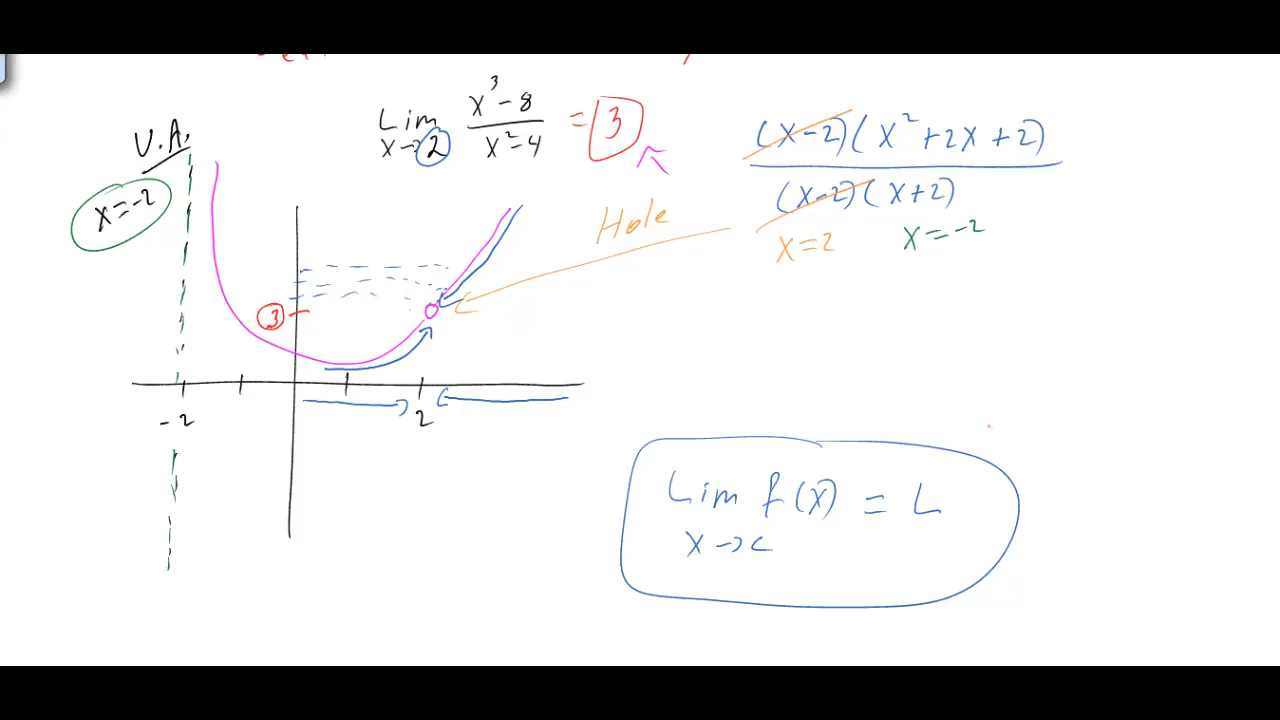 V.A.
x=-2
Lim x³-8 / x²-4 = 3
x→2
(x-2)(x²+2x+2)
(x-2)(x+2)
x=2 x=-2
Hole
3
-2 2
Lim f(x) = L
x→c